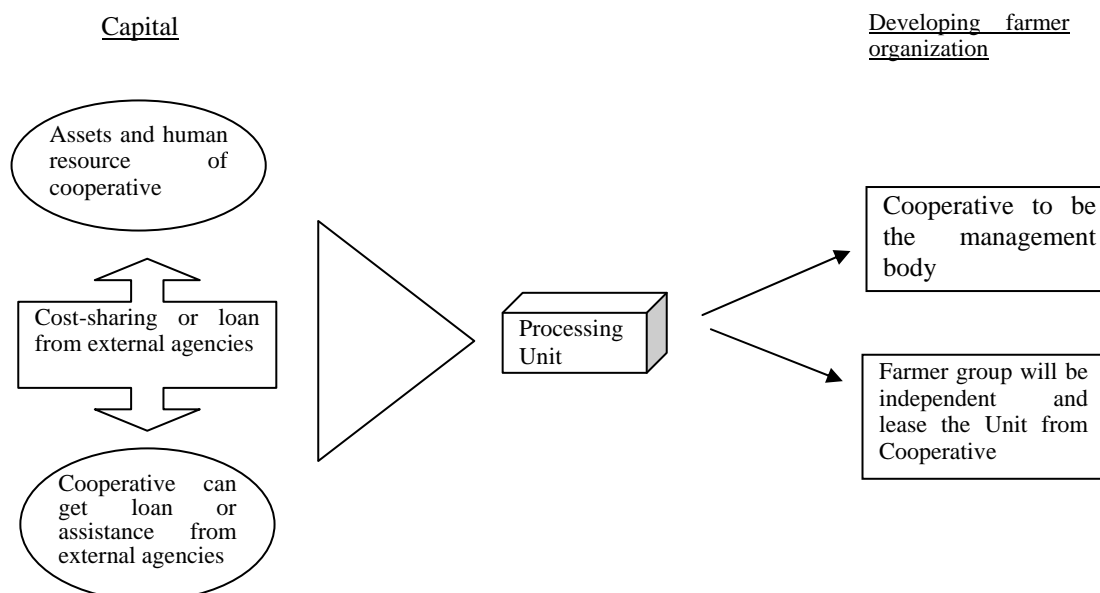 Capital
Developing farmer
organization
Assets and human
resource of
cooperative
Cost-sharing or loan
from external agencies
Cooperative can
get loan or
assistance from
external agencies
Processing
Unit
Cooperative to be
the management
body
Farmer group will be
independent and
lease the Unit from
Cooperative